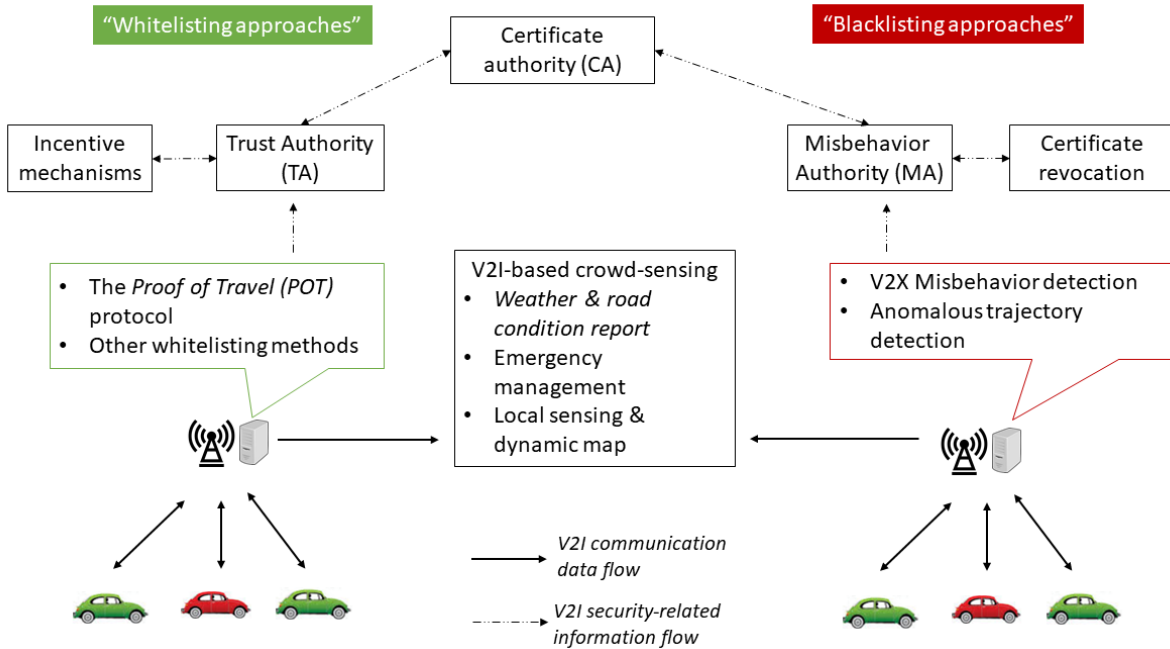 “Whitelisting approaches”
Certificate
authority (CA)
“Blacklisting approaches”
Incentive
mechanisms
Trust Authority
(TA)
Misbehavior
Authority (MA)
Certificate
revocation
• The Proof of Travel (POT)
protocol
• Other whitelisting methods
V2I-based crowd-sensing
• Weather & road
condition report
• Emergency
management
• Local sensing &
dynamic map
• V2X Misbehavior detection
• Anomalous trajectory
detection
V2I communication
data flow
V2I security-related
information flow